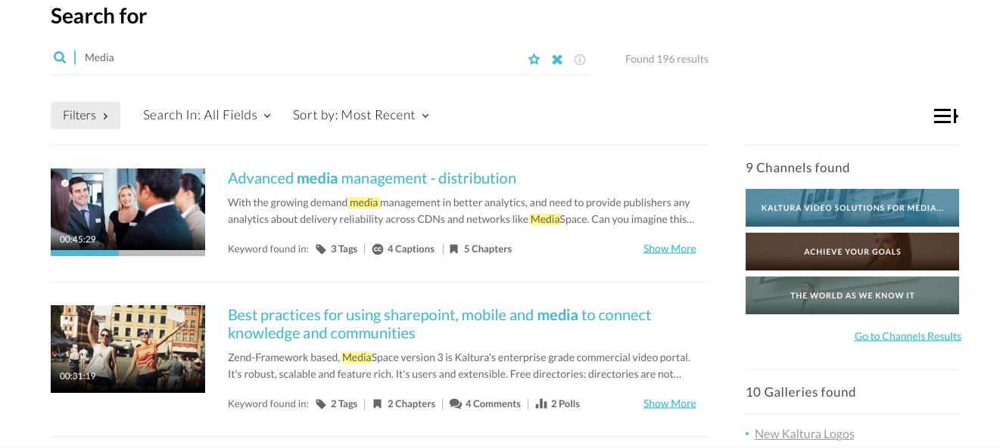 Search for
Media
Found 196 results
Filters
Search In: All Fields
Sort by: Most Recent
00:45:29
Advanced media management - distribution
With the growing demand media management in better analytics, and need to provide publishers any
analytics about delivery reliability across CDNs and networks like MediaSpace. Can you imagine this...
Keyword found in: 3 Tags | 4 Captions | 5 Chapters
Show More
00:31:19
Best practices for using sharepoint, mobile and media to connect
knowledge and communities
Zend-Framework based, MediaSpace version 3 is Kaltura's enterprise grade commercial video portal.
It's robust, scalable and feature rich. It's users and extensible. Free directories: directories are not...
Keyword found in: 2 Tags | 2 Chapters | 4 Comments | 2 Polls
Show More
9 Channels found
KALTURA VIDEO SOLUTIONS FOR MEDIA...
ACHIEVE YOUR GOALS
THE WORLD AS WE KNOW IT
Go to Channels Results
10 Galleries found
New Kaltura Logos